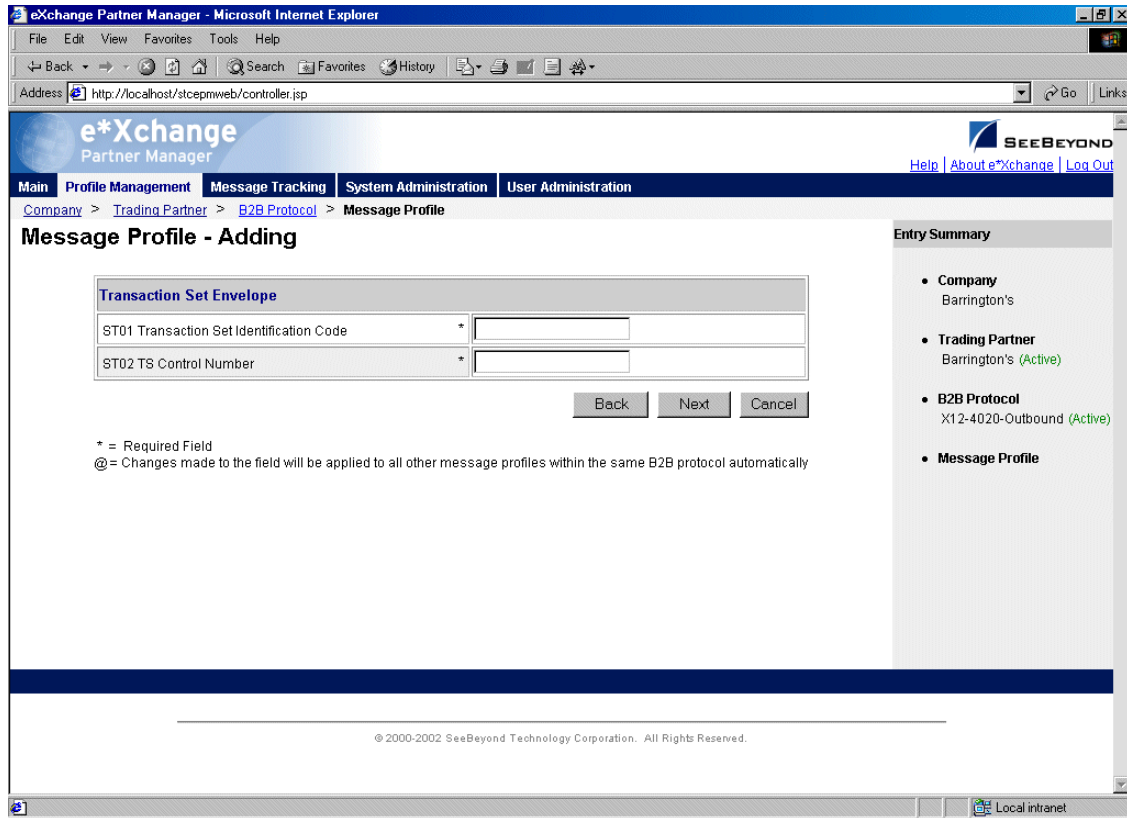 eXchange Partner Manager - Microsoft Internet Explorer
File Edit View Favorites Tools Help
Back Search Favorites History
Address http://localhost/stcepmweb/controller.jsp Go Links
e*Xchange
Partner Manager
SEEBEYOND
Help | About e*Xchange | Log Out
Main Profile Management Message Tracking System Administration User Administration
Company > Trading Partner > B2B Protocol > Message Profile
Message Profile - Adding
Transaction Set Envelope
ST01 Transaction Set Identification Code *
ST02 TS Control Number *
Back Next Cancel
* = Required Field
@ = Changes made to the field will be applied to all other message profiles within the same B2B protocol automatically
Entry Summary
• Company
Barrington's
• Trading Partner
Barrington's (Active)
• B2B Protocol
X12-4020-Outbound (Active)
• Message Profile
© 2000-2002 SeeBeyond Technology Corporation. All Rights Reserved.
Local intranet